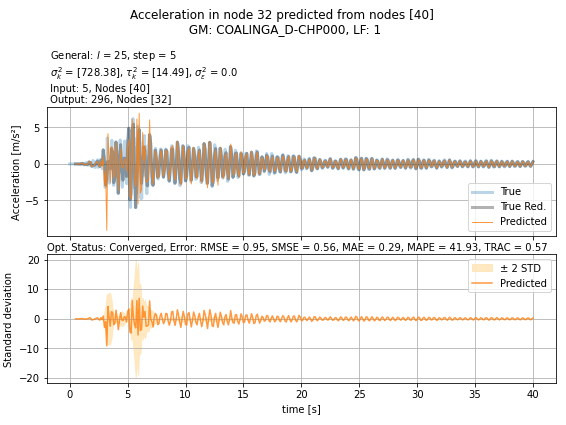 Acceleration in node 32 predicted from nodes [40]
GM: COALINGA_D-CHP000, LF: 1
General: l = 25, step = 5
σ²ₖ = [728.38], τ²ₖ = [14.49], σ²ε = 0.0
Input: 5, Nodes [40]
Output: 296, Nodes [32]
Acceleration [m/s²]
5
0
−5
True
True Red.
Predicted
Opt. Status: Converged, Error: RMSE = 0.95, SMSE = 0.56, MAE = 0.29, MAPE = 41.93, TRAC = 0.57
Standard deviation
20
10
0
−10
−20
± 2 STD
Predicted
0 5 10 15 20 25 30 35 40
time [s]